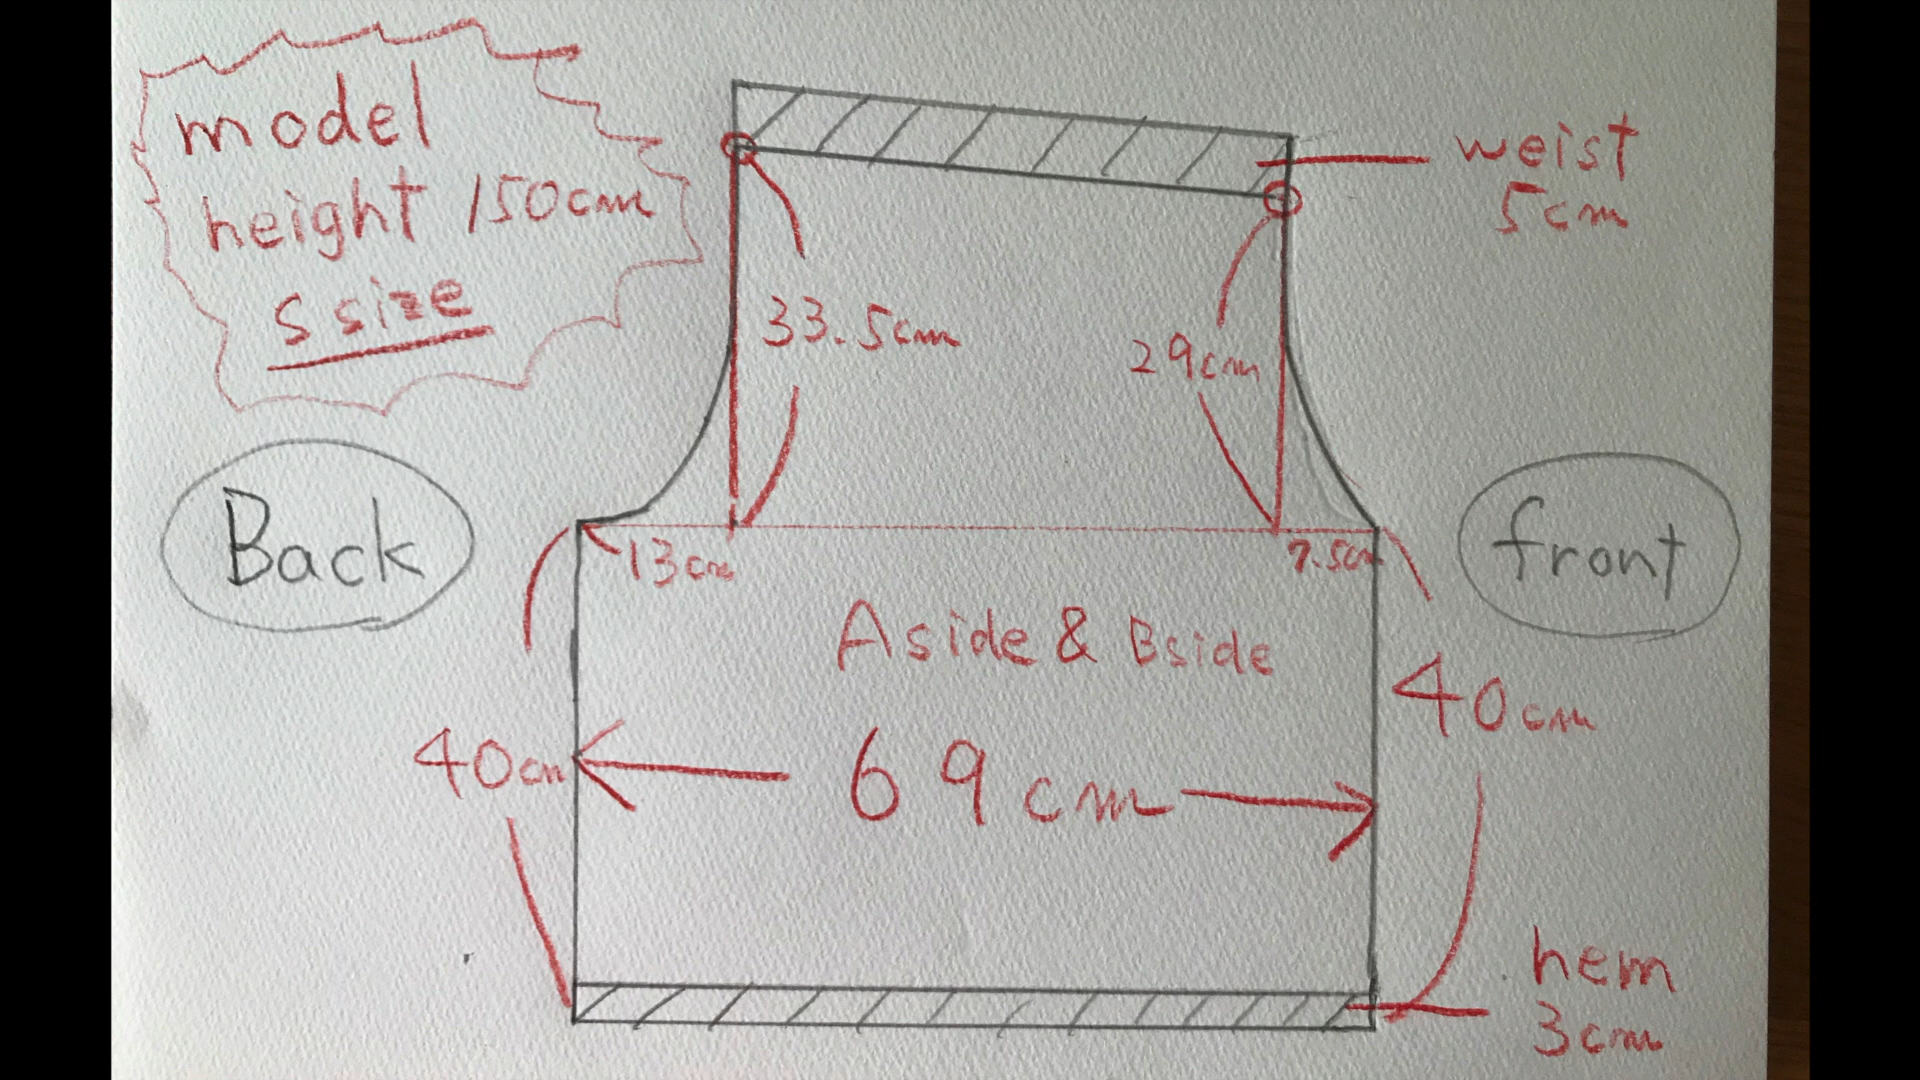 model
height 150cm
S size
weist
5cm
33.5cm
29cm
Back
front
13cm
7.5cm
Aside & Bside
40cm
40cm
69cm
hem
3cm